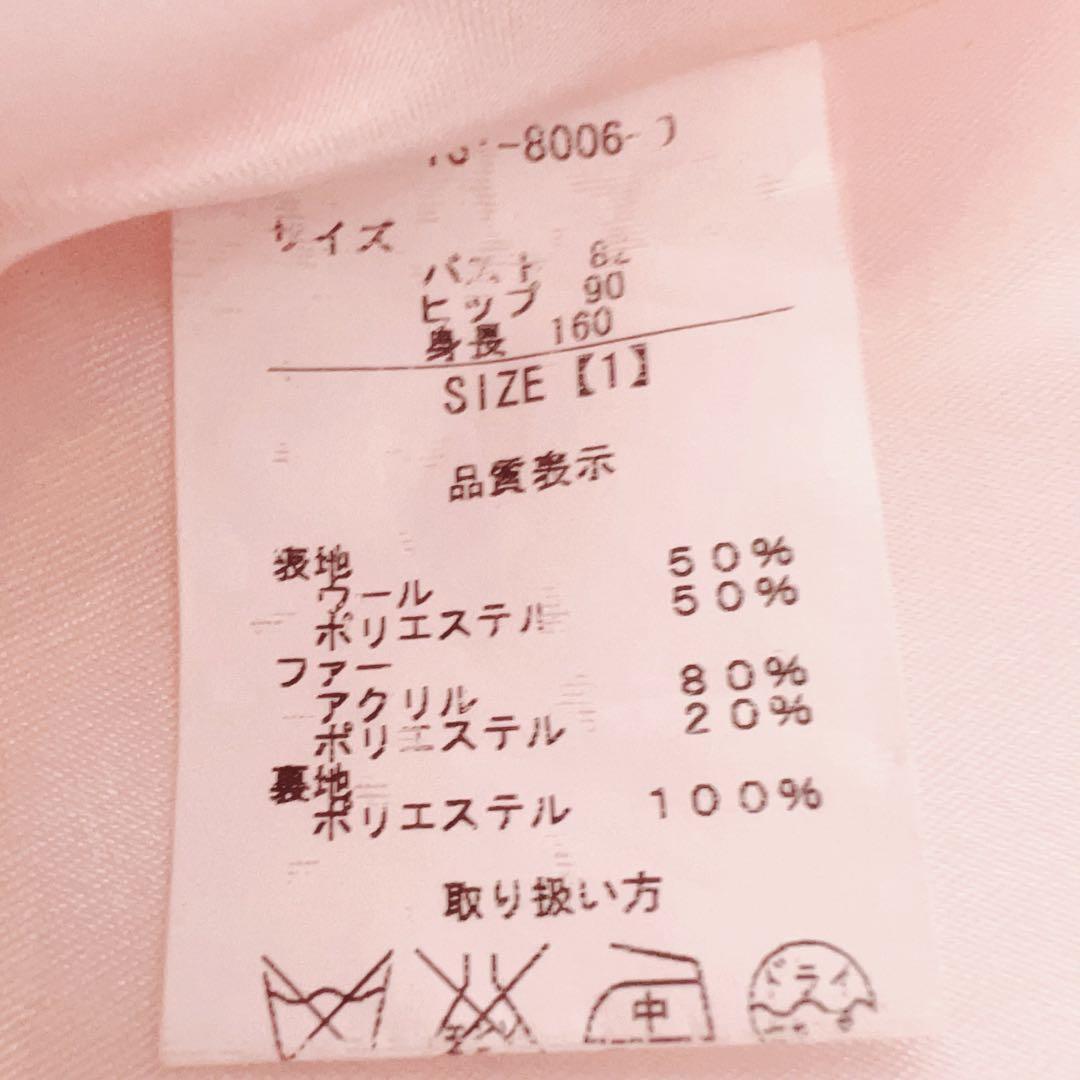 -8006-
サイズ
バスト 82
ヒップ 90
身長 160
SIZE【1】
品質表示
表地
ウール 50%
ポリエステル 50%
ファー
アクリル 80%
ポリエステル 20%
裏地
ポリエステル 100%
取り扱い方
中
ドライ